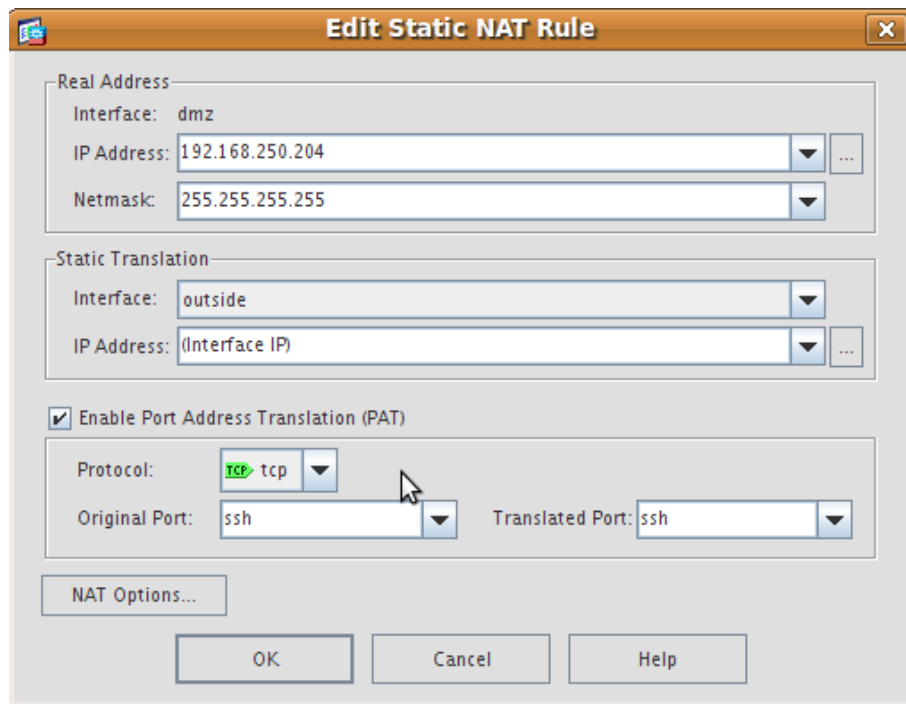 Edit Static NAT Rule
Real Address
Interface: dmz
IP Address: 192.168.250.204 ...
Netmask: 255.255.255.255
Static Translation
Interface: outside
IP Address: (Interface IP) ...
Enable Port Address Translation (PAT)
Protocol: TCP tcp
Original Port: ssh Translated Port: ssh
NAT Options...
OK Cancel Help